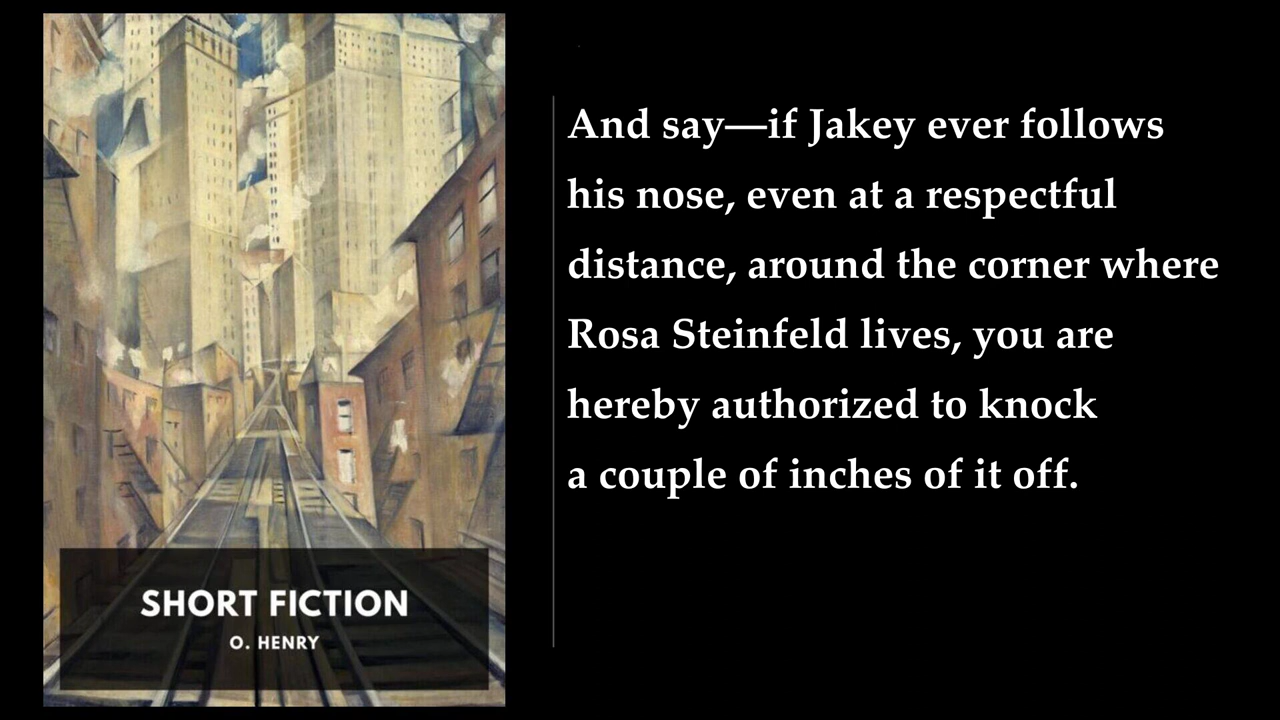 And say—if Jakey ever follows
his nose, even at a respectful
distance, around the corner where
Rosa Steinfeld lives, you are
hereby authorized to knock
a couple of inches of it off.
SHORT FICTION
O. HENRY